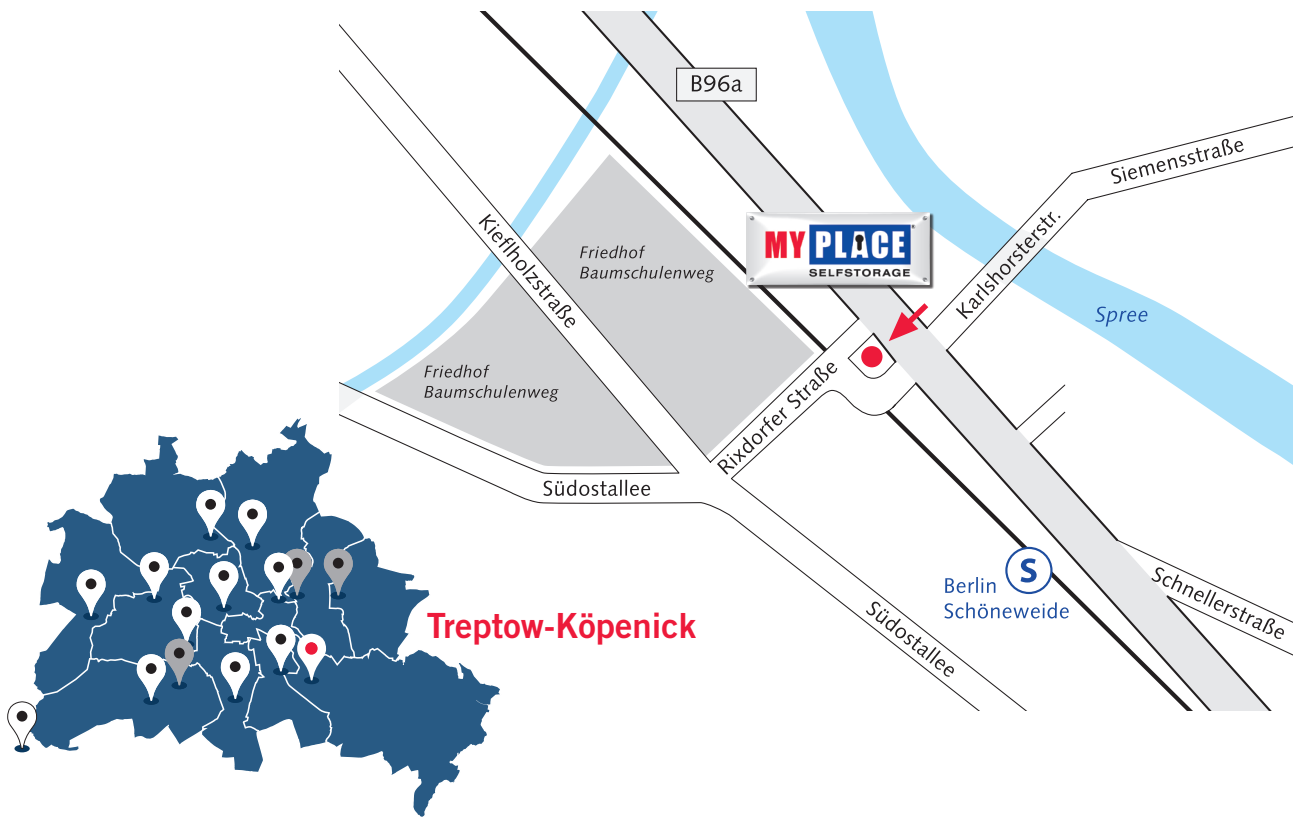 B96a
Siemensstraße
Karlshorsterstr.
MY PLACE
SELFSTORAGE
Kieflholzstraße
Friedhof
Baumschulenweg
Spree
Friedhof
Baumschulenweg
Rixdorfer Straße
Südostallee
S
Berlin
Schöneweide
Schnellerstraße
Südostallee
Treptow-Köpenick